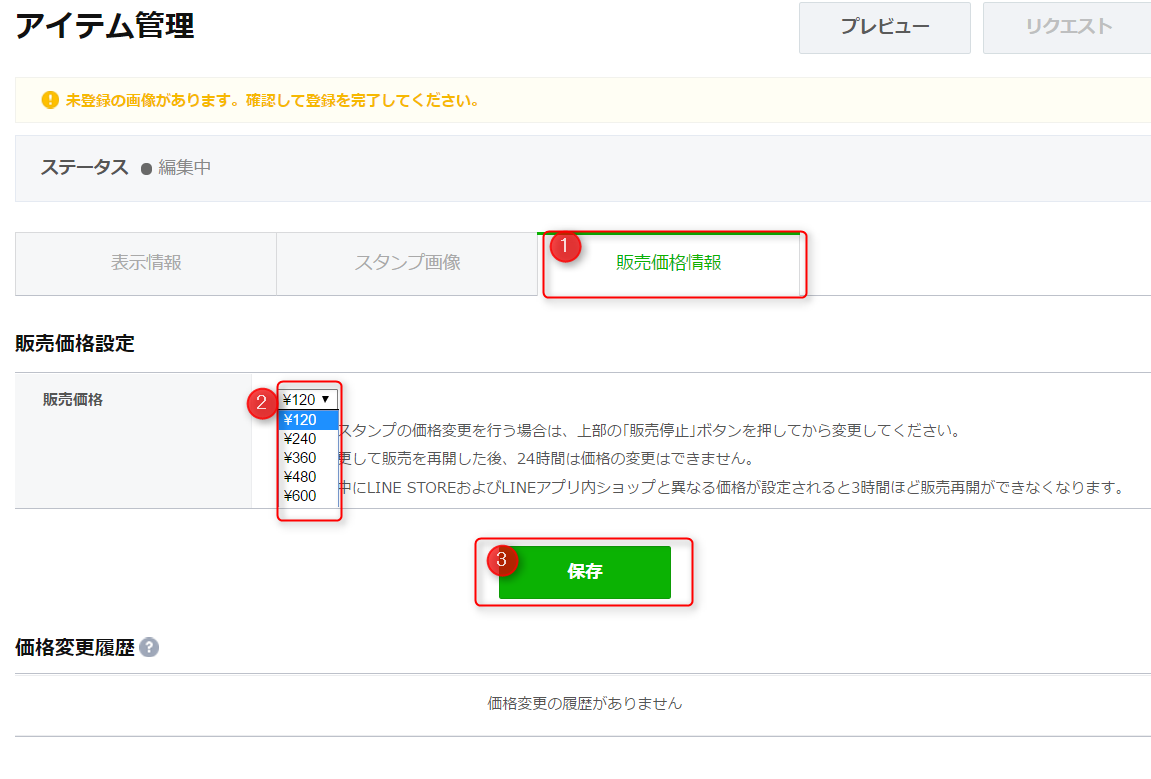 アイテム管理
プレビュー
リクエスト
! 未登録の画像があります。確認して登録を完了してください。
ステータス ● 編集中
表示情報
スタンプ画像
1
販売価格情報
販売価格設定
販売価格
2
¥120 ▼
¥120
¥240
¥360
¥480
¥600
スタンプの価格変更を行う場合は、上部の「販売停止」ボタンを押してから変更してください。
更して販売を再開した後、24時間は価格の変更はできません。
中にLINE STOREおよびLINEアプリ内ショップと異なる価格が設定されると3時間ほど販売再開ができなくなります。
3
保存
価格変更履歴 ?
価格変更の履歴がありません